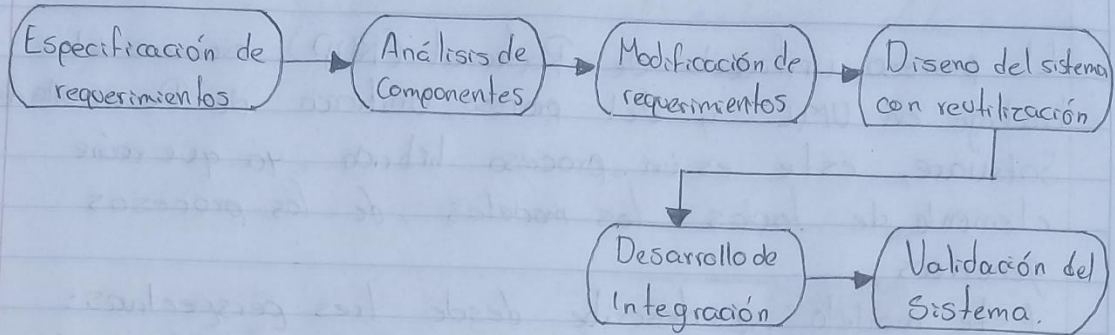 Especificación de
requerimientos
Análisis de
Componentes
Modificación de
requerimientos
Diseno del sistema
con reutilización
Desarrollo de
Integración
Validación del
Sistema.